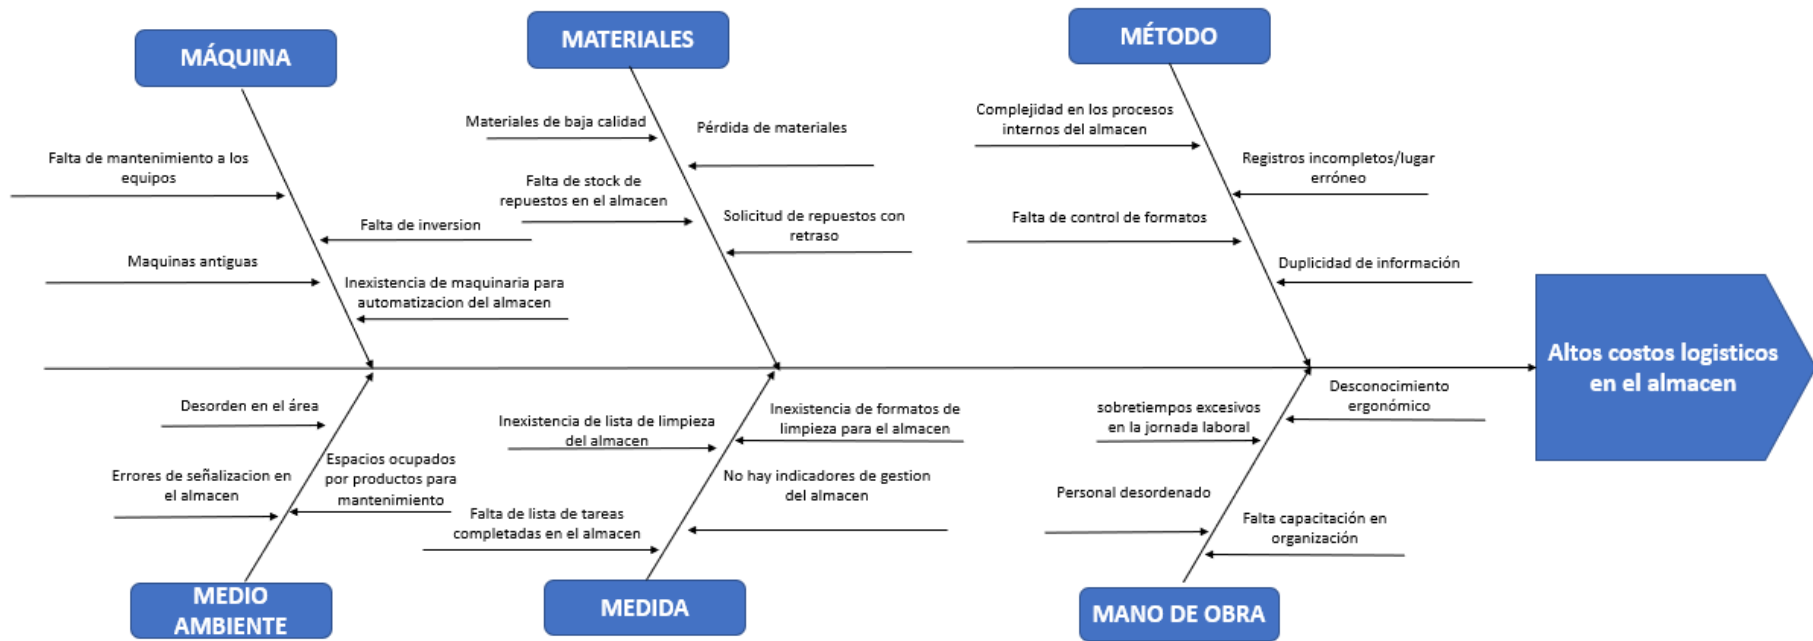 MÁQUINA
MATERIALES
MÉTODO
Falta de mantenimiento a los
equipos
Falta de inversion
Maquinas antiguas
Inexistencia de maquinaria para
automatizacion del almacen
Materiales de baja calidad
Pérdida de materiales
Falta de stock de
repuestos en el almacen
Solicitud de repuestos con
retraso
Complejidad en los procesos
internos del almacen
Registros incompletos/lugar
erróneo
Falta de control de formatos
Duplicidad de información
Altos costos logisticos
en el almacen
Desorden en el área
Errores de señalizacion en
el almacen
Espacios ocupados
por productos para
mantenimiento
Inexistencia de lista de limpieza
del almacen
Inexistencia de formatos de
limpieza para el almacen
No hay indicadores de gestion
del almacen
Falta de lista de tareas
completadas en el almacen
Desconocimiento
ergonómico
sobretiempos excesivos
en la jornada laboral
Personal desordenado
Falta capacitación en
organización
MEDIO
AMBIENTE
MEDIDA
MANO DE OBRA